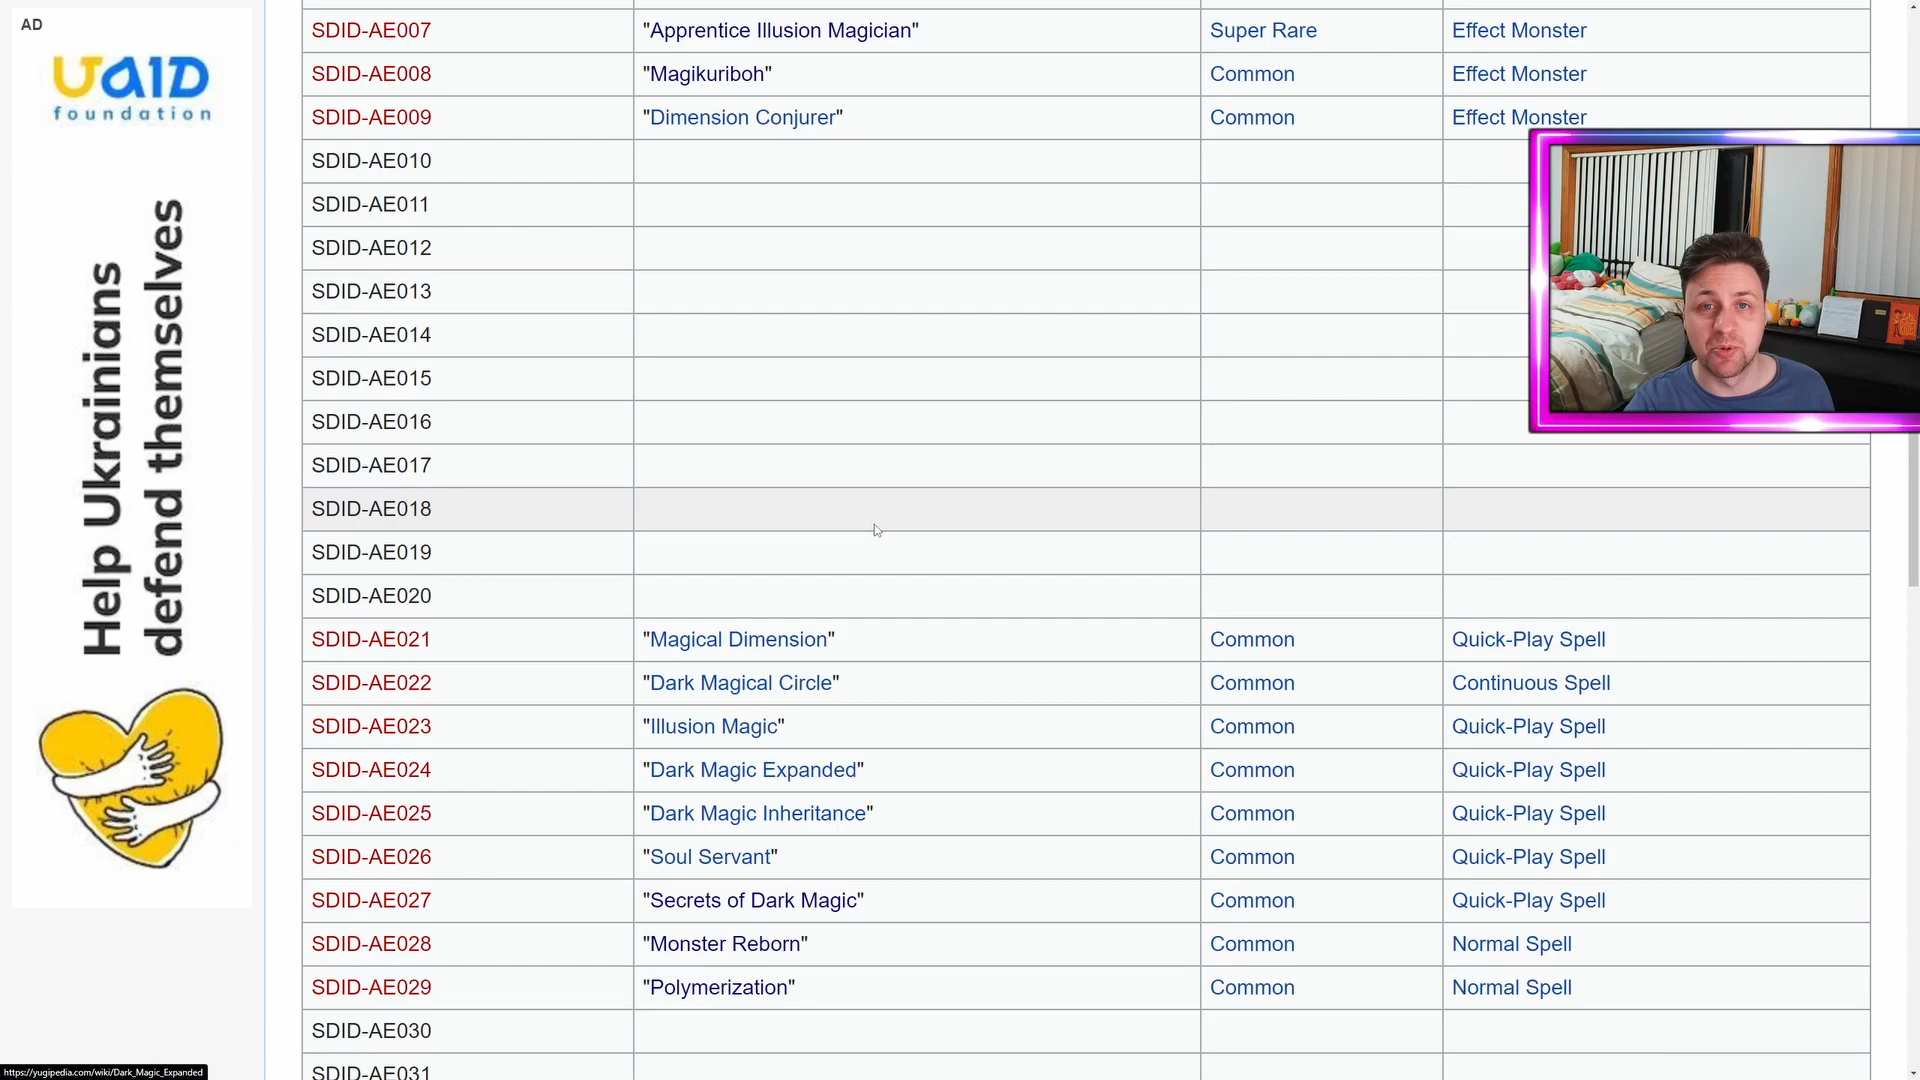 AD
UAID
foundation
Help Ukrainians
defend themselves
SDID-AE007 "Apprentice Illusion Magician" Super Rare Effect Monster
SDID-AE008 "Magikuriboh" Common Effect Monster
SDID-AE009 "Dimension Conjurer" Common Effect Monster
SDID-AE010
SDID-AE011
SDID-AE012
SDID-AE013
SDID-AE014
SDID-AE015
SDID-AE016
SDID-AE017
SDID-AE018
SDID-AE019
SDID-AE020
SDID-AE021 "Magical Dimension" Common Quick-Play Spell
SDID-AE022 "Dark Magical Circle" Common Continuous Spell
SDID-AE023 "Illusion Magic" Common Quick-Play Spell
SDID-AE024 "Dark Magic Expanded" Common Quick-Play Spell
SDID-AE025 "Dark Magic Inheritance" Common Quick-Play Spell
SDID-AE026 "Soul Servant" Common Quick-Play Spell
SDID-AE027 "Secrets of Dark Magic" Common Quick-Play Spell
SDID-AE028 "Monster Reborn" Common Normal Spell
SDID-AE029 "Polymerization" Common Normal Spell
SDID-AE030
SDID-AE031
https://yugipedia.com/wiki/Dark_Magic_Expanded